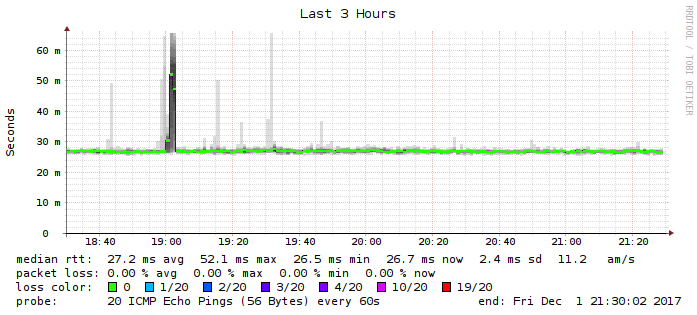 Last 3 Hours
RRDTOOL / TOBI OETIKER
Seconds
60 m
50 m
40 m
30 m
20 m
10 m
0
18:40 19:00 19:20 19:40 20:00 20:20 20:40 21:00 21:20
median rtt: 27.2 ms avg 52.1 ms max 26.5 ms min 26.7 ms now 2.4 ms sd 11.2 am/s
packet loss: 0.00 % avg 0.00 % max 0.00 % min 0.00 % now
loss color: 0 1/20 2/20 3/20 4/20 10/20 19/20
probe: 20 ICMP Echo Pings (56 Bytes) every 60s end: Fri Dec 1 21:30:02 2017